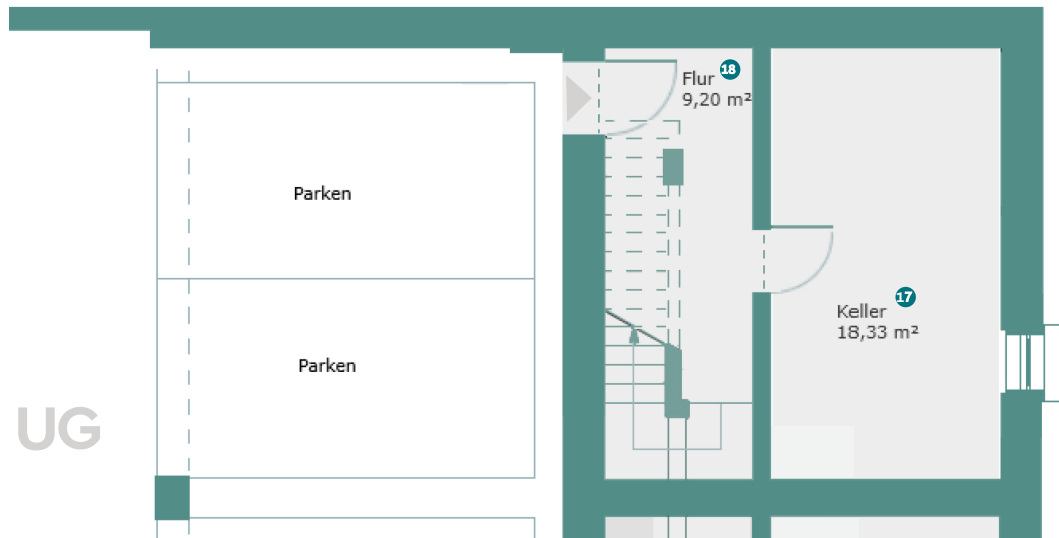 Flur 18
9,20 m²
Parken
Keller 17
18,33 m²
Parken
UG